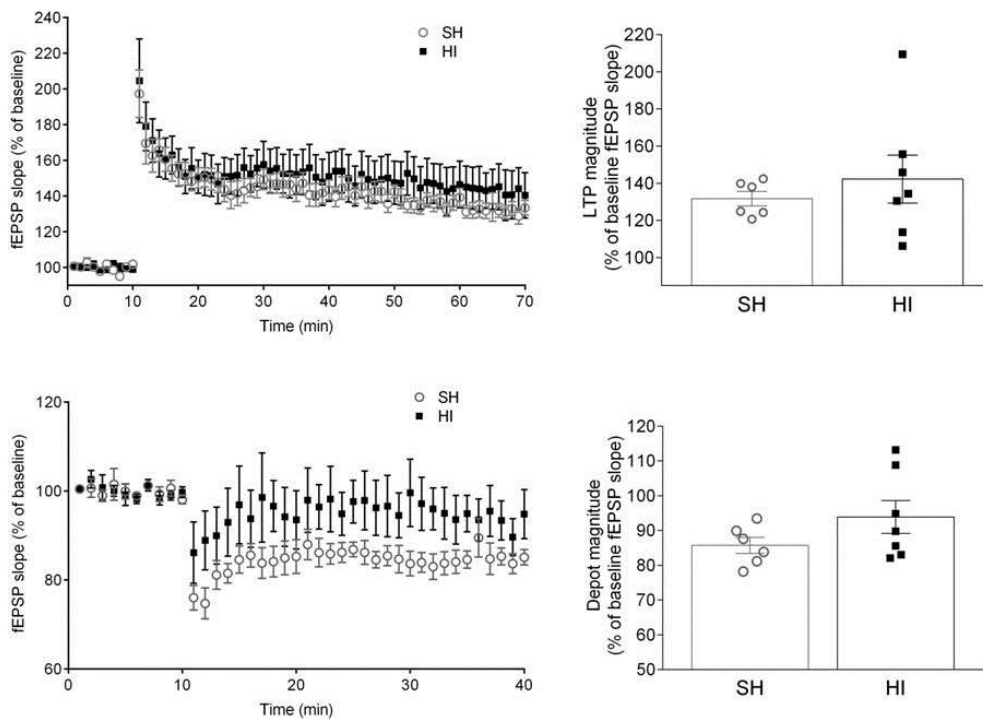 SH
HI
fEPSP slope (% of baseline)
240
220
200
180
160
140
120
100
0 10 20 30 40 50 60 70
Time (min)
LTP magnitude
(% of baseline fEPSP slope)
220
200
180
160
140
120
100
SH HI
SH
HI
fEPSP slope (% of baseline)
120
100
80
60
0 10 20 30 40
Time (min)
Depot magnitude
(% of baseline fEPSP slope)
120
110
100
90
80
70
60
50
SH HI